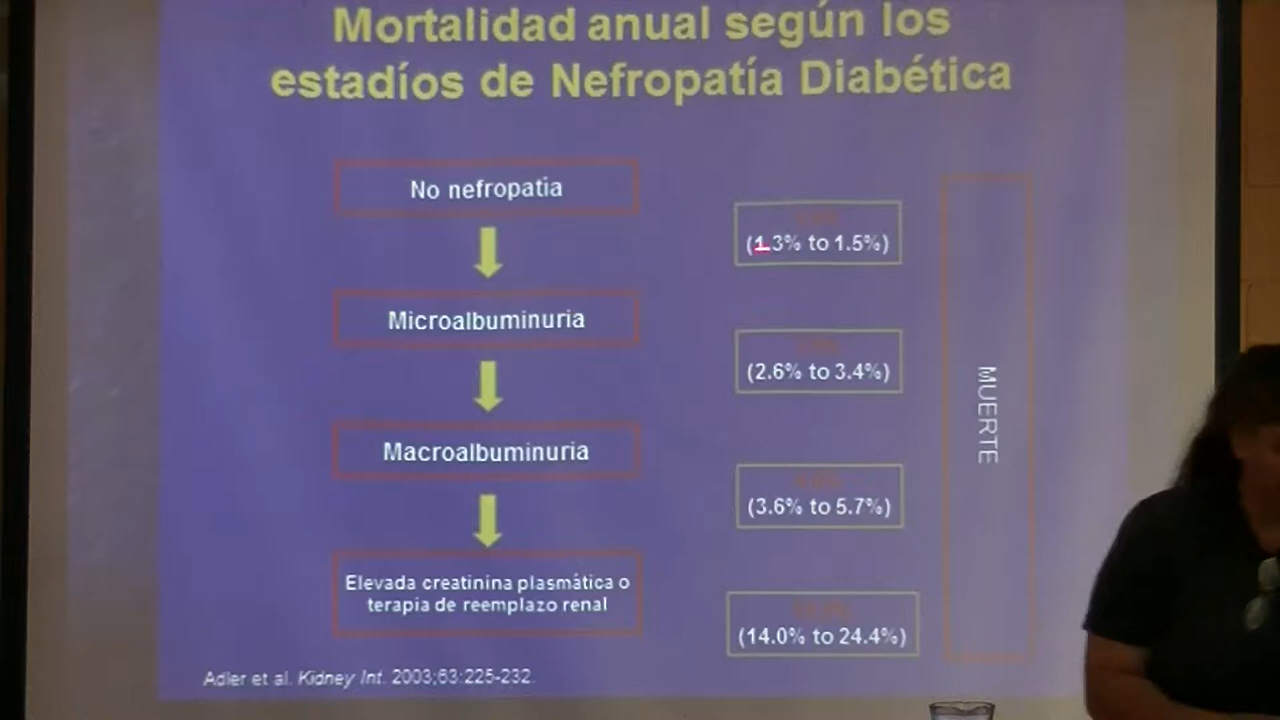 Mortalidad anual según los
estadíos de Nefropatía Diabética
No nefropatía
(1.3% to 1.5%)
Microalbuminuria
(2.6% to 3.4%)
Macroalbuminuria
(3.6% to 5.7%)
Elevada creatinina plasmática o
terapia de reemplazo renal
(14.0% to 24.4%)
MUERTE
Adler et al. Kidney Int. 2003;63:225-232.